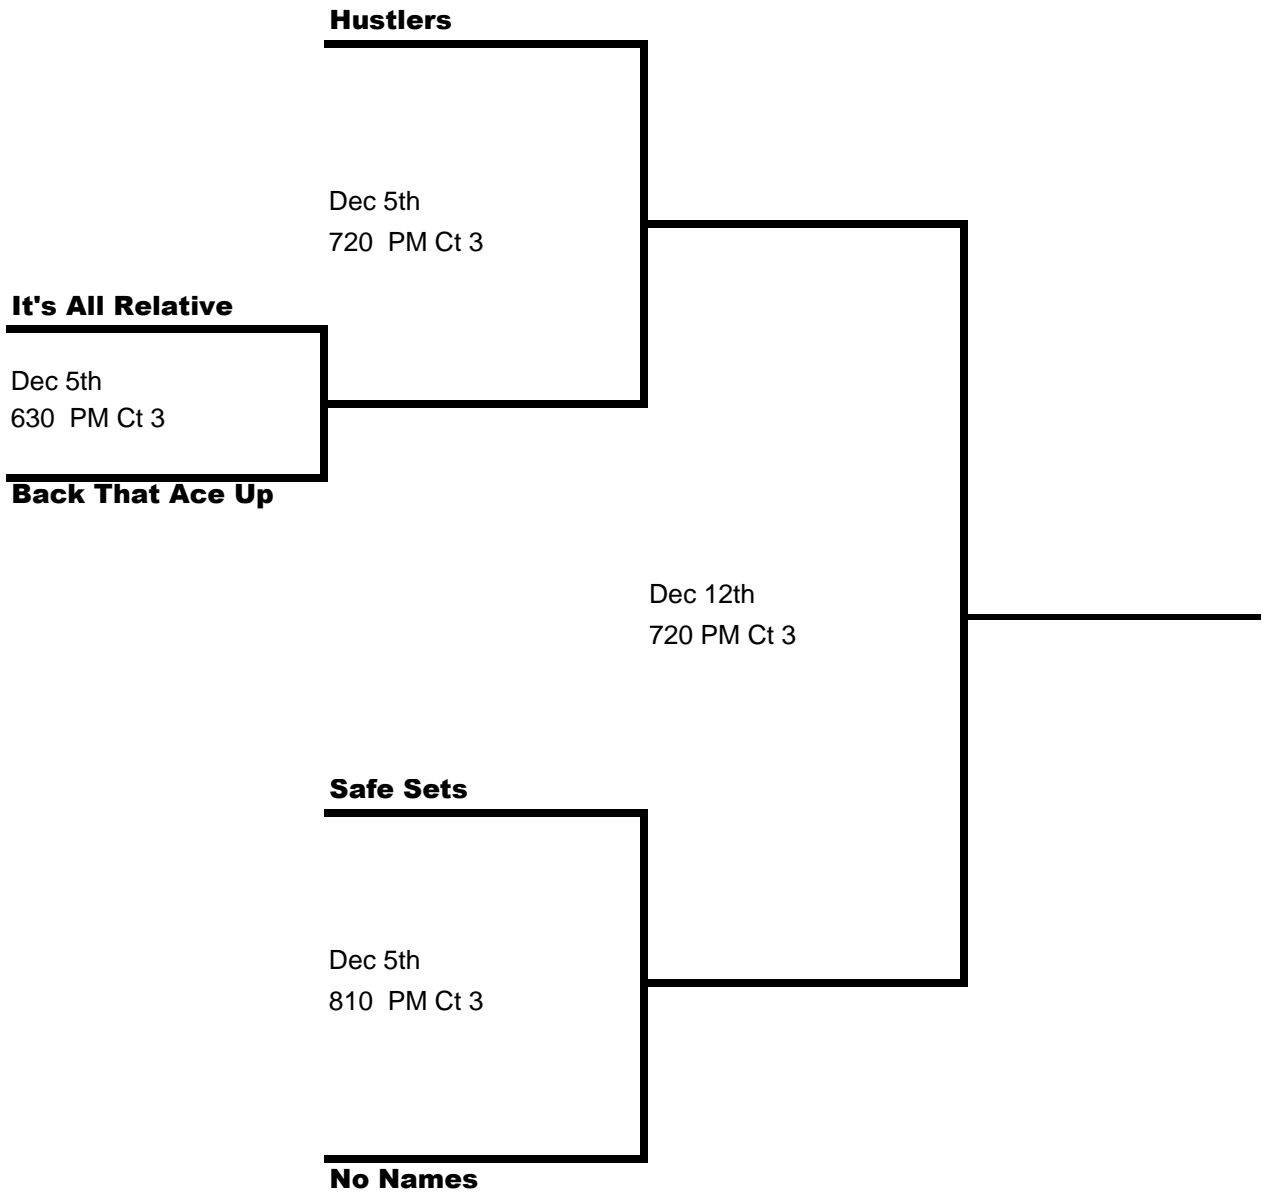 Hustlers
Dec 5th
720  PM Ct 3
It's All Relative
Dec 5th
630  PM Ct 3
Back That Ace Up
Dec 12th
720 PM Ct 3
Safe Sets
Dec 5th
810  PM Ct 3
No Names